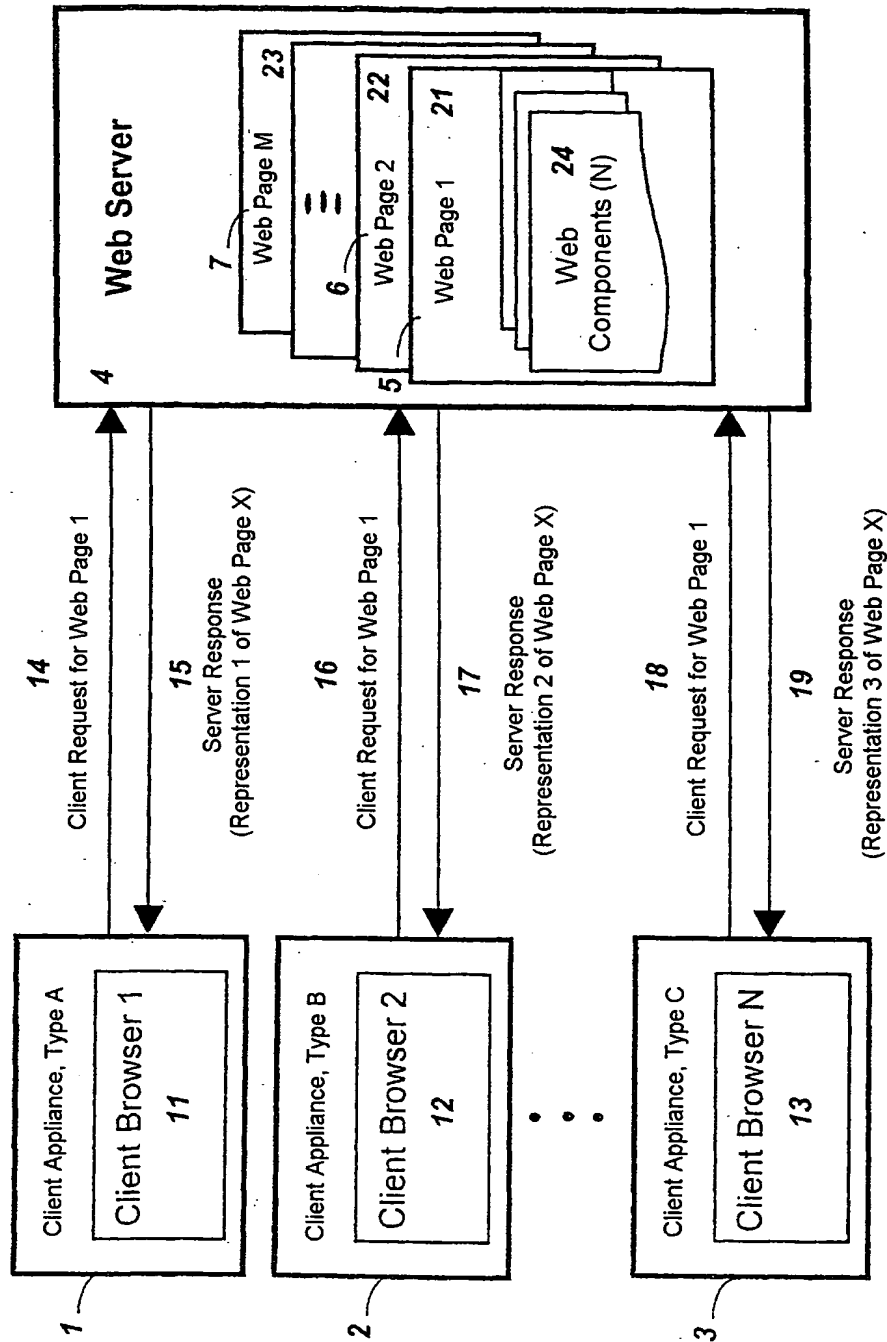 1
Client Appliance, Type A
Client Browser 1
11
2
Client Appliance, Type B
Client Browser 2
12
3
Client Appliance, Type C
Client Browser N
13
14
Client Request for Web Page 1
15
Server Response
(Representation 1 of Web Page X)
16
Client Request for Web Page 1
17
Server Response
(Representation 2 of Web Page X)
18
Client Request for Web Page 1
19
Server Response
(Representation 3 of Web Page X)
4
Web Server
7
Web Page M
23
6
Web Page 2
22
5
Web Page 1
21
24
Web
Components (N)